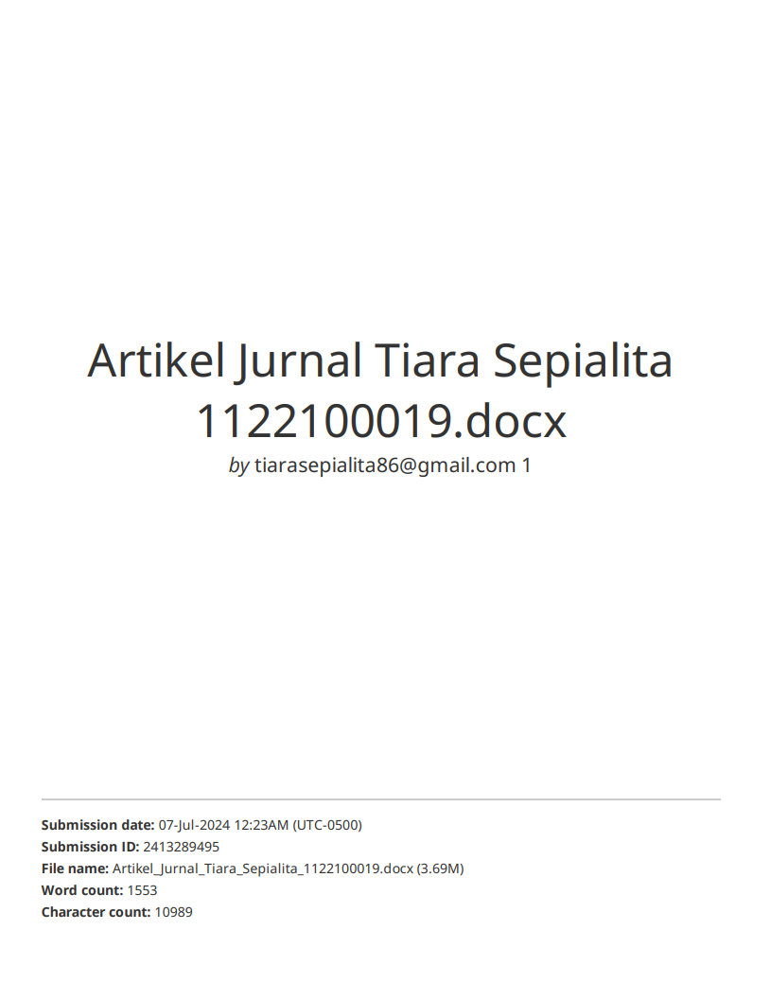 Artikel Jurnal Tiara Sepialita
1122100019.docx
by tiarasepialita86@gmail.com 1
Submission date: 07-Jul-2024 12:23AM (UTC-0500)
Submission ID: 2413289495
File name: Artikel_Jurnal_Tiara_Sepialita_1122100019.docx (3.69M)
Word count: 1553
Character count: 10989